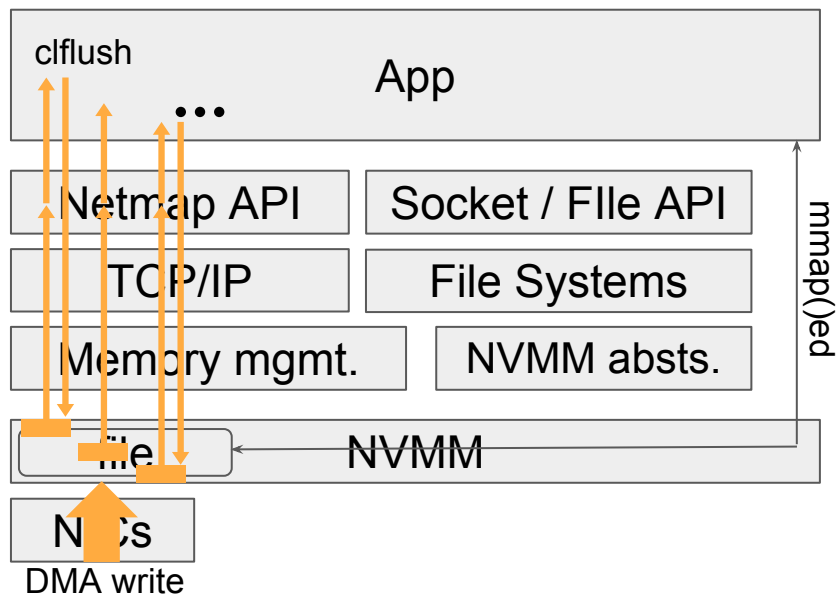 clflush
App
...
Netmap API
Socket / FIle API
TCP/IP
File Systems
mmap()ed
Memory mgmt.
NVMM absts.
file
NVMM
NICs
DMA write